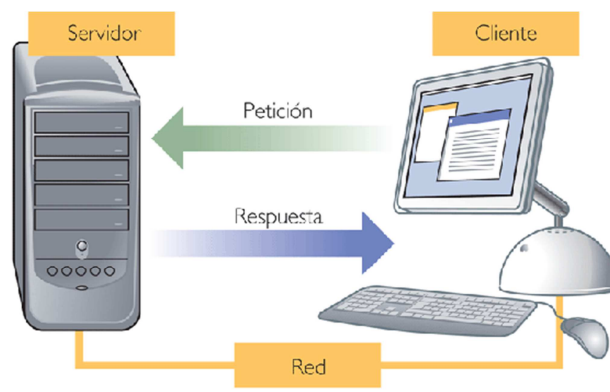 Servidor
Cliente
Petición
Respuesta
Red